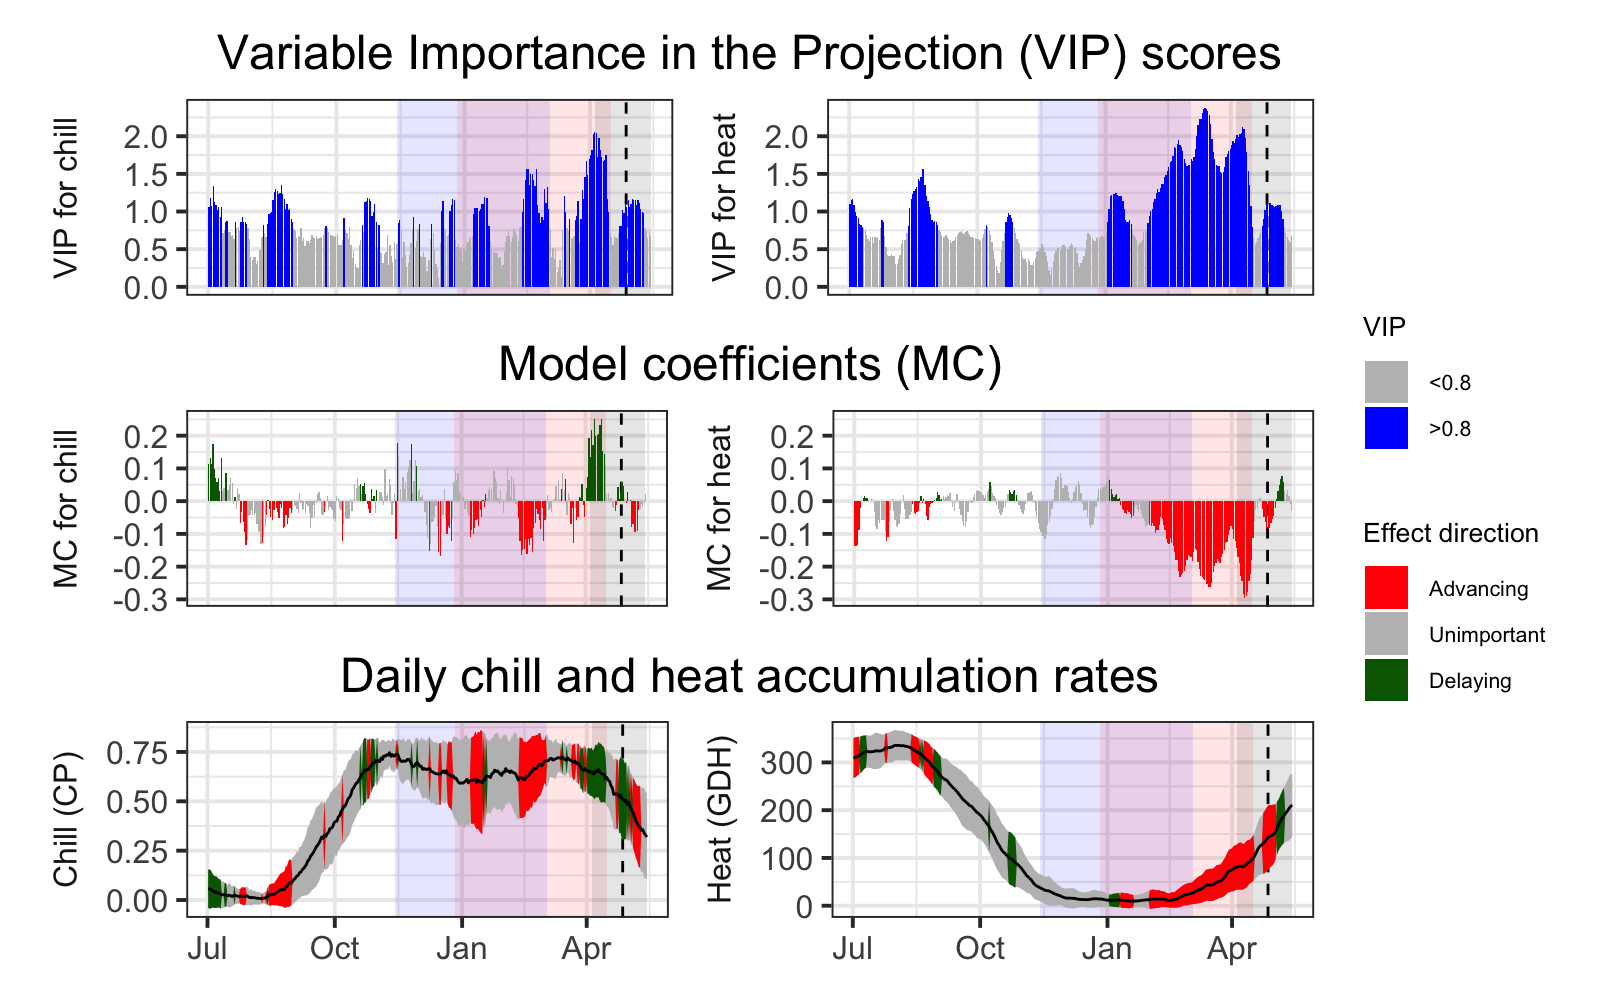 Variable Importance in the Projection (VIP) scores
VIP for chill
2.0
1.5
1.0
0.5
0.0
VIP for heat
2.0
1.5
1.0
0.5
0.0
Model coefficients (MC)
MC for chill
0.2
0.1
0.0
-0.1
-0.2
-0.3
MC for heat
0.2
0.1
0.0
-0.1
-0.2
-0.3
Daily chill and heat accumulation rates
Chill (CP)
0.75
0.50
0.25
0.00
Jul Oct Jan Apr
Heat (GDH)
300
200
100
0
Jul Oct Jan Apr
VIP
<0.8
>0.8
Effect direction
Advancing
Unimportant
Delaying